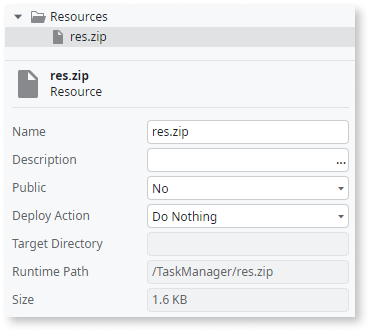 Resources
res.zip
res.zip
Resource
Name res.zip
Description ...
Public No
Deploy Action Do Nothing
Target Directory
Runtime Path /TaskManager/res.zip
Size 1.6 KB